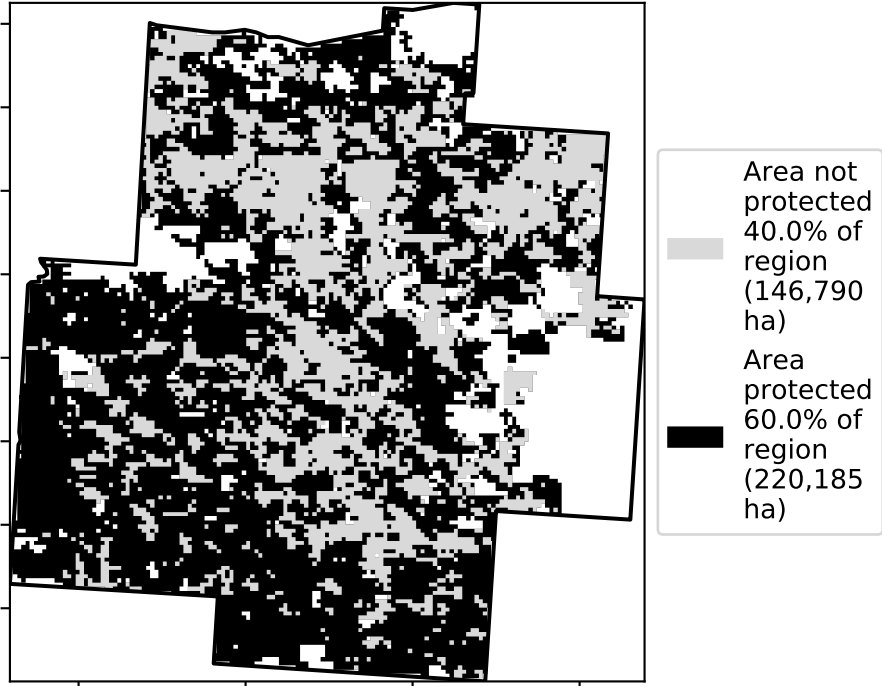 Area not
protected
40.0% of
region
(146,790
ha)
Area
protected
60.0% of
region
(220,185
ha)